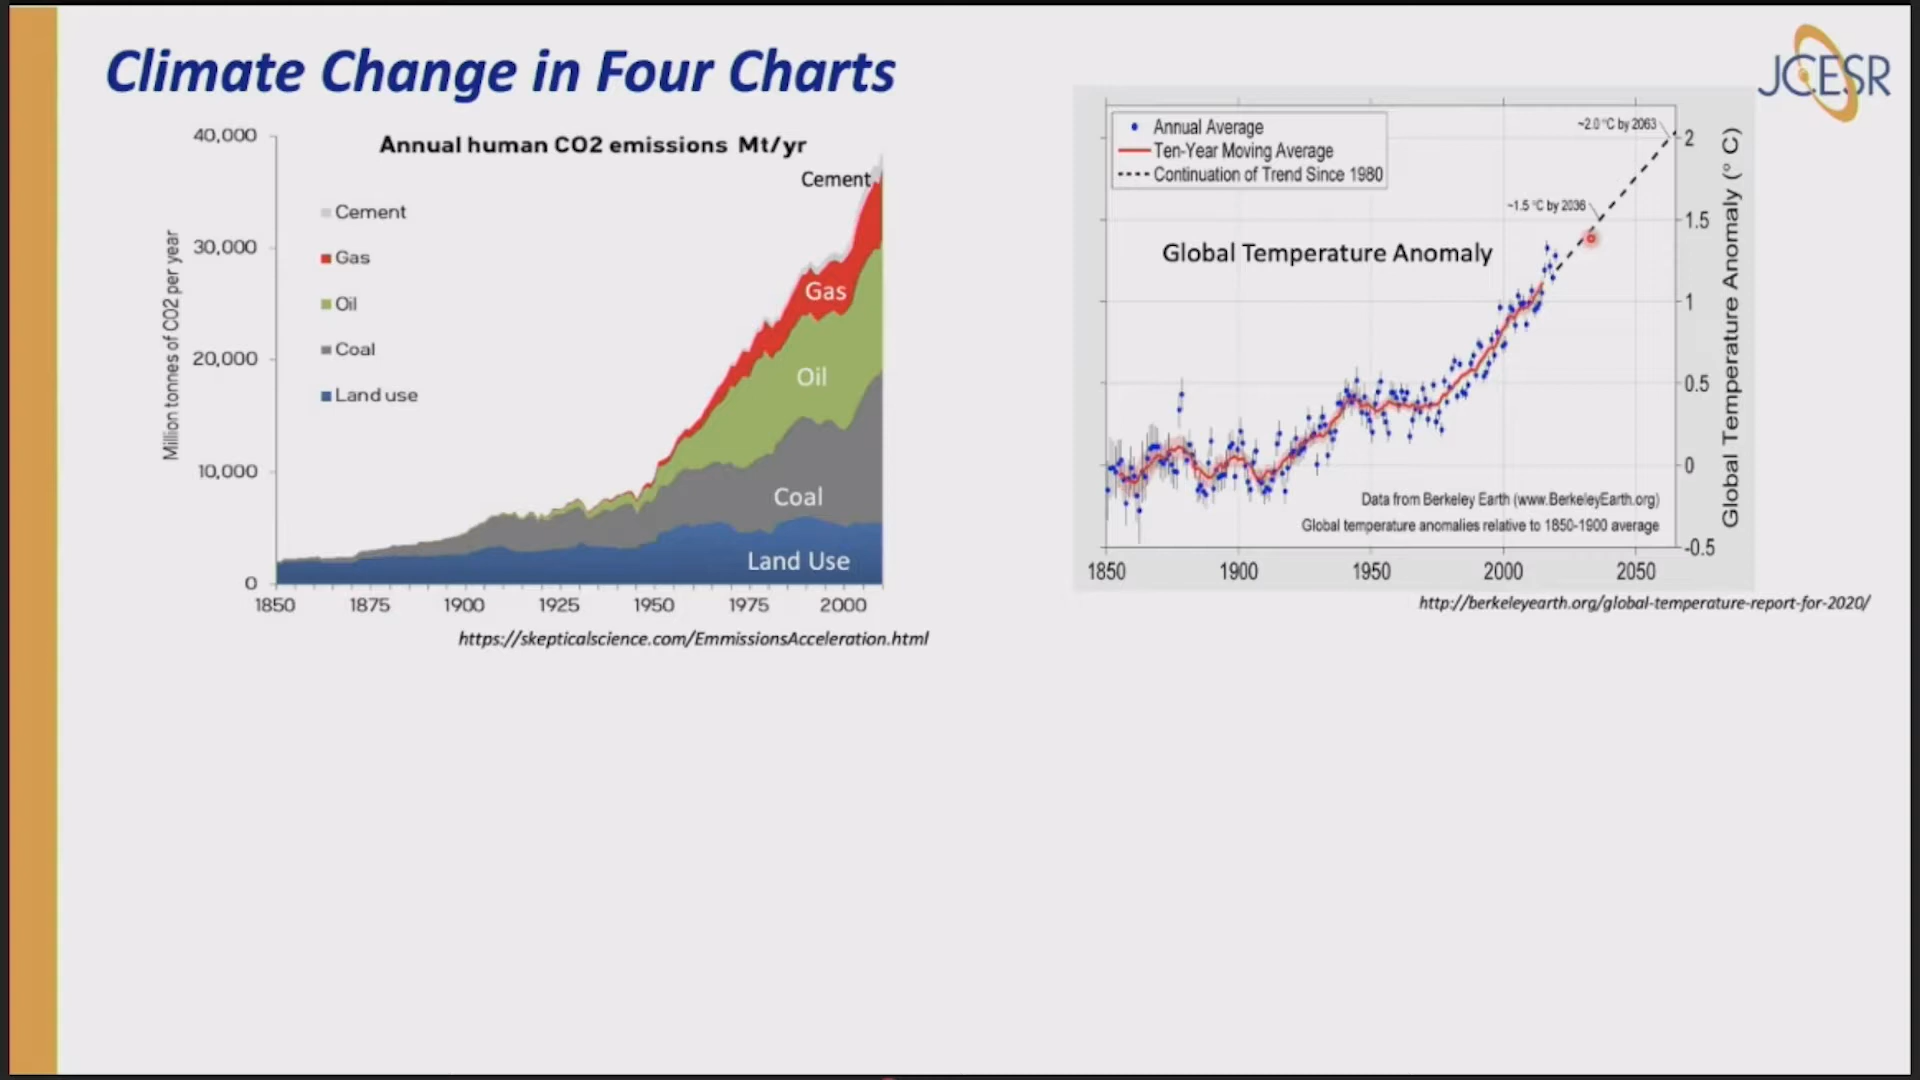 Climate Change in Four Charts
JCESR
Annual human CO2 emissions Mt/yr
Million tonnes of CO2 per year
40,000
30,000
20,000
10,000
0
Cement
Gas
Oil
Coal
Land use
Cement
Gas
Oil
Coal
Land Use
1850 1875 1900 1925 1950 1975 2000
https://skepticalscience.com/EmmissionsAcceleration.html
Annual Average
Ten-Year Moving Average
Continuation of Trend Since 1980
~2.0 °C by 2063
~1.5 °C by 2036
Global Temperature Anomaly
Data from Berkeley Earth (www.BerkeleyEarth.org)
Global temperature anomalies relative to 1850-1900 average
2
1.5
1
0.5
0
-0.5
Global Temperature Anomaly (° C)
1850 1900 1950 2000 2050
http://berkeleyearth.org/global-temperature-report-for-2020/